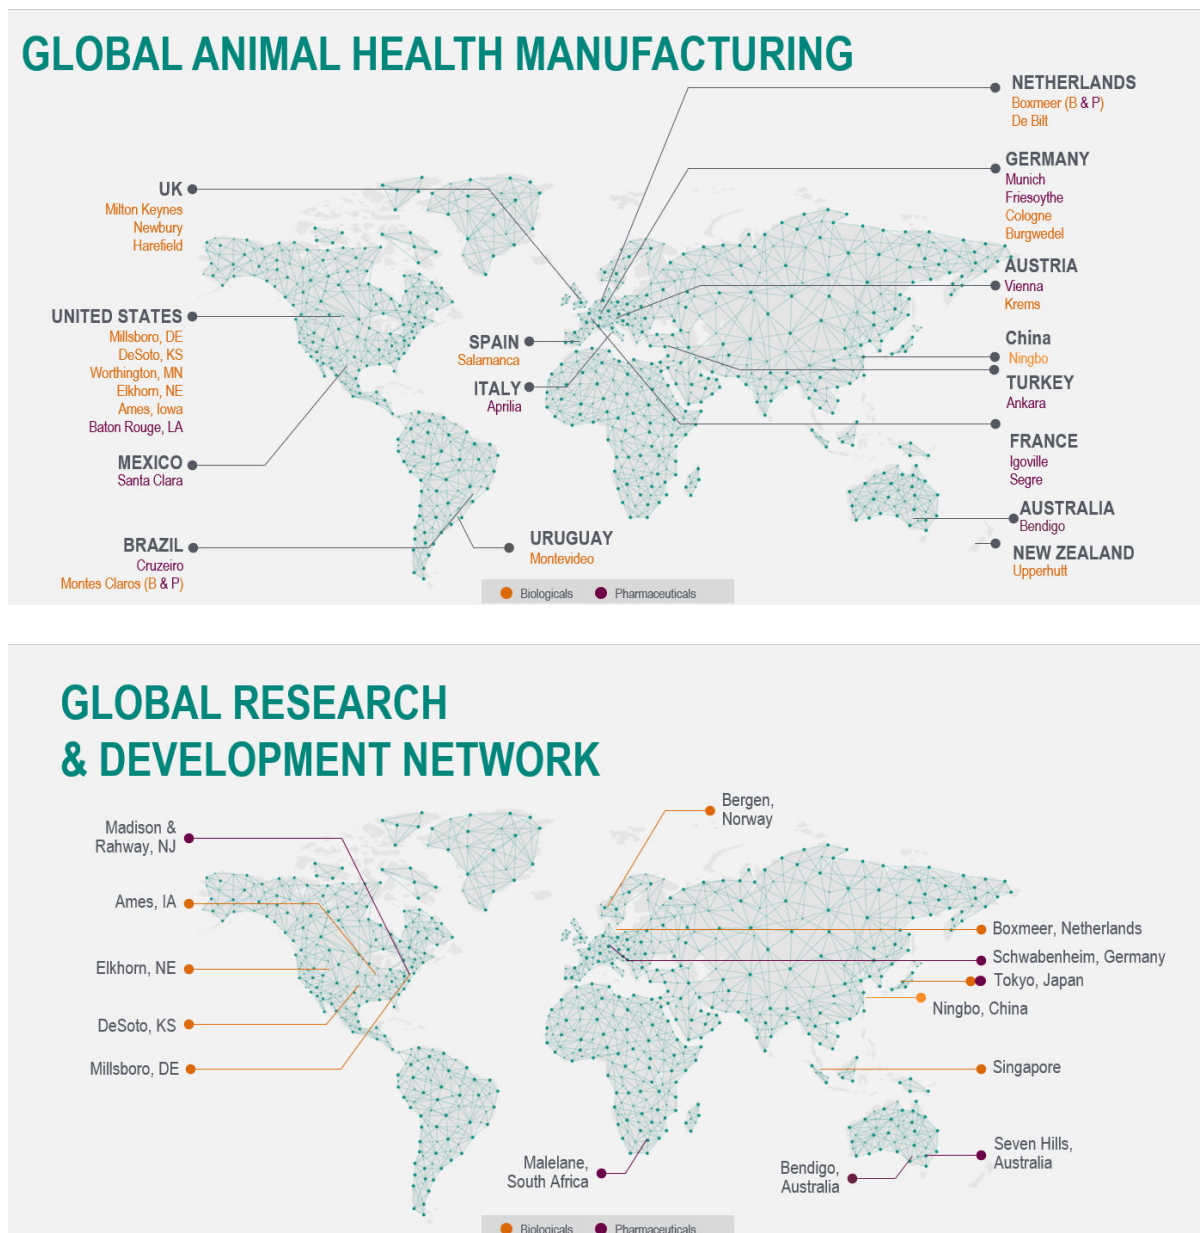 GLOBAL ANIMAL HEALTH MANUFACTURING
NETHERLANDS
Boxmeer (B & P)
De Bilt
GERMANY
Munich
Friesoythe
Cologne
Burgwedel
UK
Milton Keynes
Newbury
Harefield
AUSTRIA
Vienna
Krems
UNITED STATES
Millsboro, DE
DeSoto, KS
Worthington, MN
Elkhorn, NE
Ames, Iowa
Baton Rouge, LA
SPAIN
Salamanca
ITALY
Aprilia
China
Ningbo
TURKEY
Ankara
FRANCE
Igoville
Segre
MEXICO
Santa Clara
AUSTRALIA
Bendigo
BRAZIL
Cruzeiro
Montes Claros (B & P)
URUGUAY
Montevideo
NEW ZEALAND
Upperhutt
Biologicals
Pharmaceuticals
GLOBAL RESEARCH
& DEVELOPMENT NETWORK
Bergen,
Norway
Madison &
Rahway, NJ
Ames, IA
Elkhorn, NE
DeSoto, KS
Millsboro, DE
Boxmeer, Netherlands
Schwabenheim, Germany
Tokyo, Japan
Ningbo, China
Singapore
Seven Hills,
Australia
Bendigo,
Australia
Malelane,
South Africa
Biologicals
Pharmaceuticals